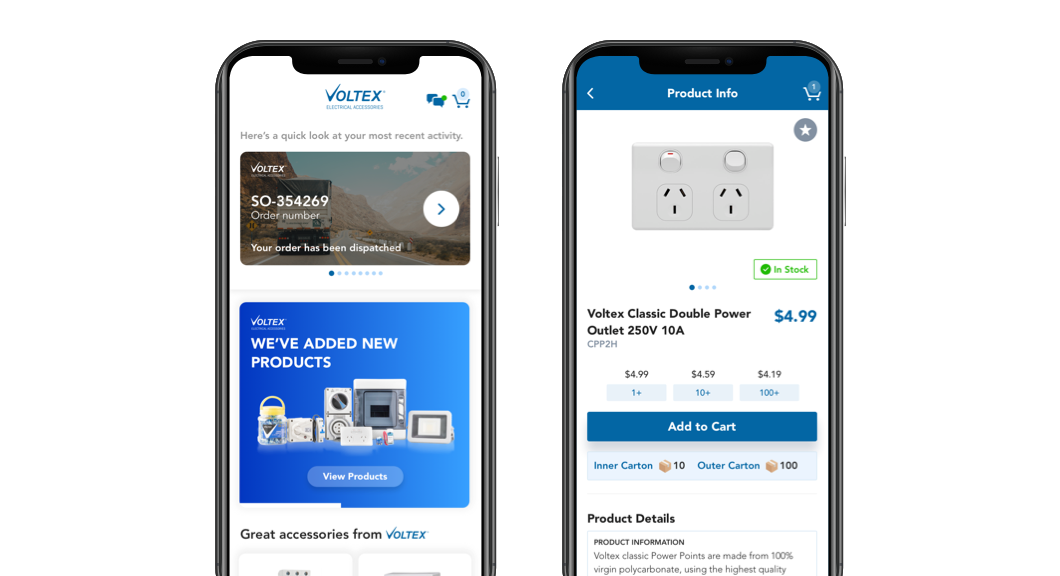 VOLTEX
ELECTRICAL ACCESSORIES
0
Here's a quick look at your most recent activity.
VOLTEX
ELECTRICAL ACCESSORIES
SO-354269
Order number
Your order has been dispatched
VOLTEX
ELECTRICAL ACCESSORIES
WE'VE ADDED NEW
PRODUCTS
View Products
Great accessories from VOLTEX
Product Info
1
In Stock
Voltex Classic Double Power
Outlet 250V 10A
$4.99
CPP2H
$4.99 $4.59 $4.19
1+ 10+ 100+
Add to Cart
Inner Carton 10 Outer Carton 100
Product Details
PRODUCT INFORMATION
Voltex classic Power Points are made from 100%
virgin polycarbonate, using the highest quality